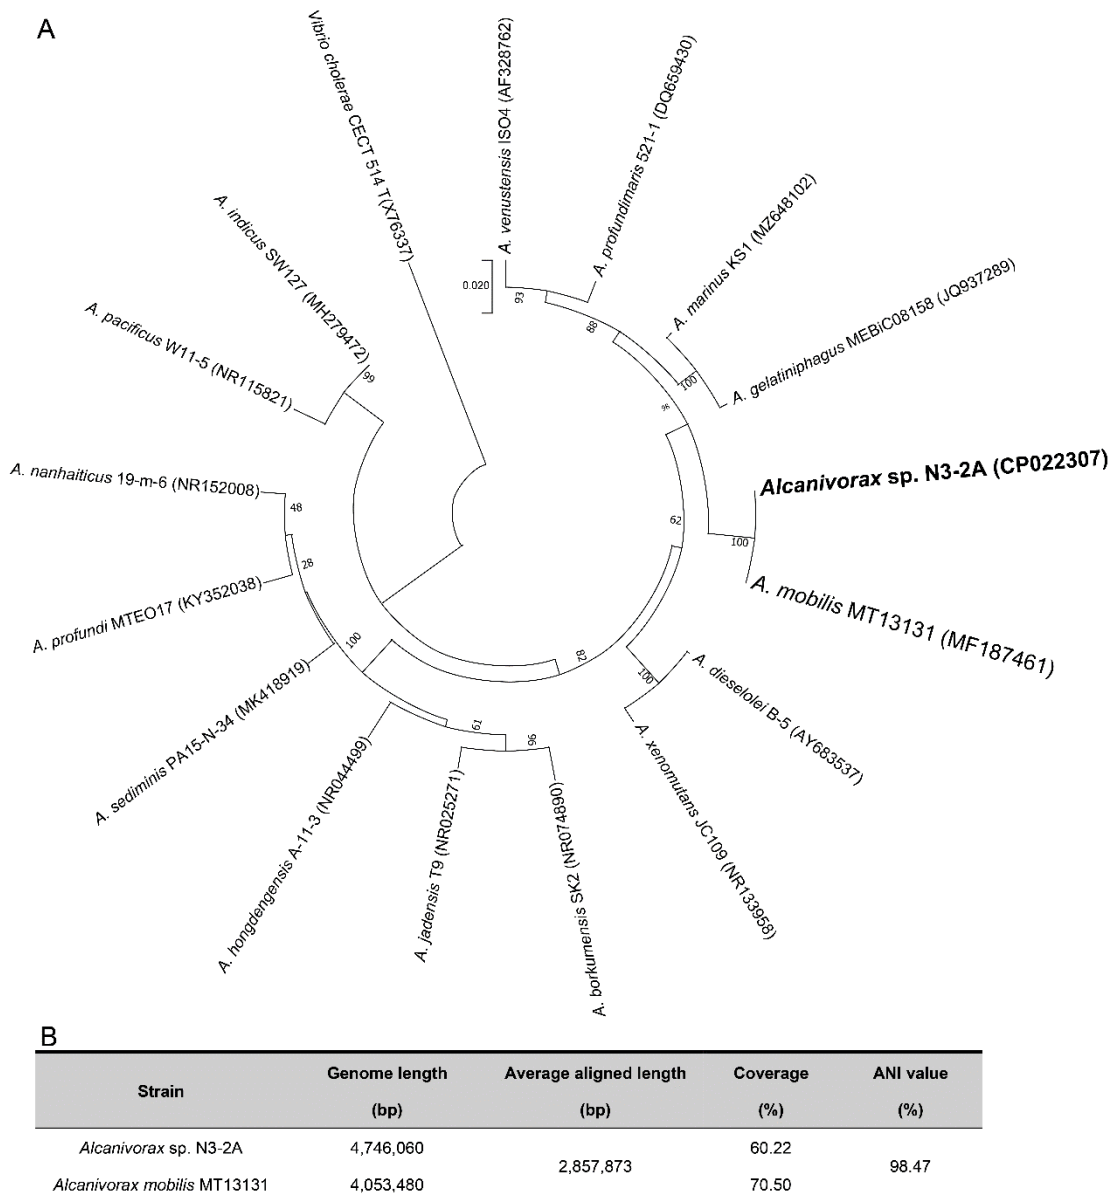 A
Vibrio cholerae CECT 514 T(X76337)
A. venustensis ISO4 (AF328762)
A. profundimaris 521-1 (DQ659430)
A. marinus KS1 (MZ648102)
A. gelatiniphagus MEBiC08158 (JQ937289)
Alcanivorax sp. N3-2A (CP022307)
A. mobilis MT13131 (MF187461)
A. dieselolei B-5 (AY683537)
A. xenomutans JC109 (NR133958)
A. borkumensis SK2 (NR074890)
A. jadensis T9 (NR025271)
A. hongdengensis A-11-3 (NR044499)
A. sediminis PA15-N-34 (MK418919)
A. profundi MTEO17 (KY352038)
A. nanhaiticus 19-m-6 (NR152008)
A. pacificus W11-5 (NR115821)
A. indicus SW127 (MH279472)
0.020
93
88
100
96
62
100
100
82
96
61
100
28
48
99
B
Strain
Genome length
(bp)
Average aligned length
(bp)
Coverage
(%)
ANI value
(%)
Alcanivorax sp. N3-2A
4,746,060
2,857,873
60.22
98.47
Alcanivorax mobilis MT13131
4,053,480
70.50